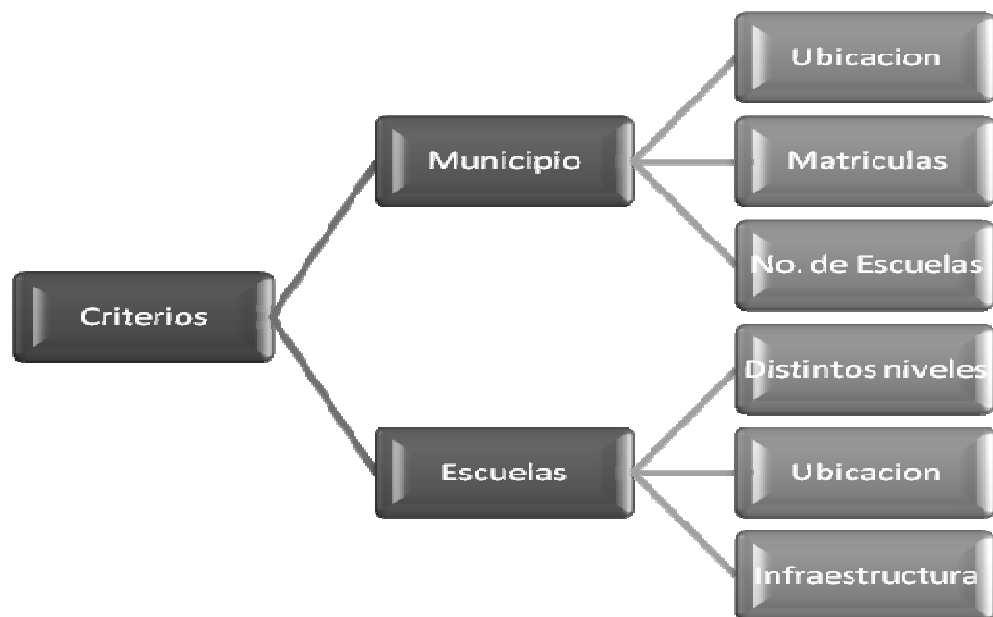 Criterios
Municipio
Ubicacion
Matriculas
No. de Escuelas
Escuelas
Distintos niveles
Ubicacion
Infraestructura